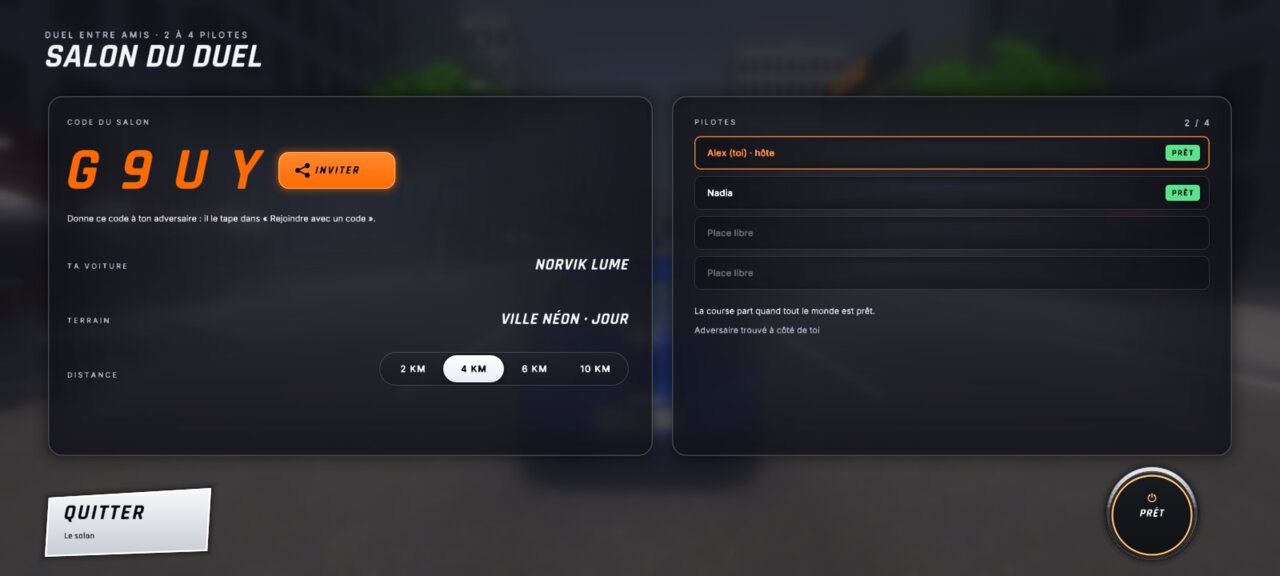 DUEL ENTRE AMIS · 2 À 4 PILOTES
SALON DU DUEL
CODE DU SALON
G9UY
INVITER
Donne ce code à ton adversaire : il le tape dans « Rejoindre avec un code ».
TA VOITURE
NORVIK LUME
TERRAIN
VILLE NÉON · JOUR
DISTANCE
2 KM 4 KM 6 KM 10 KM
PILOTES 2 / 4
Alex (toi) · hôte PRÊT
Nadia PRÊT
Place libre
Place libre
La course part quand tout le monde est prêt.
Adversaire trouvé à côté de toi
QUITTER
Le salon
PRÊT